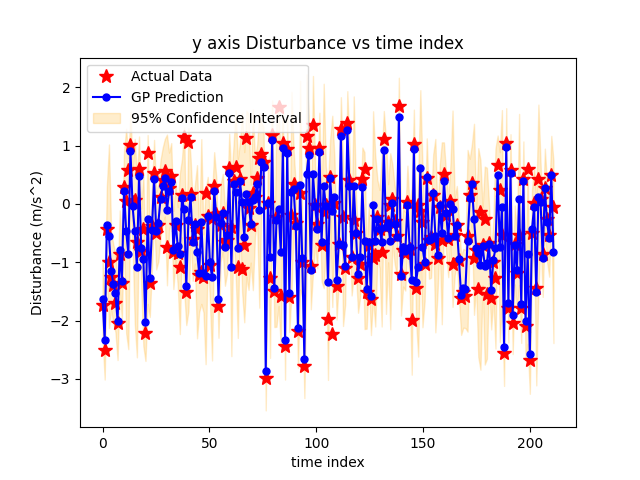 y axis Disturbance vs time index
Actual Data
GP Prediction
95% Confidence Interval
Disturbance (m/s^2)
2
1
0
−1
−2
−3
0 50 100 150 200
time index